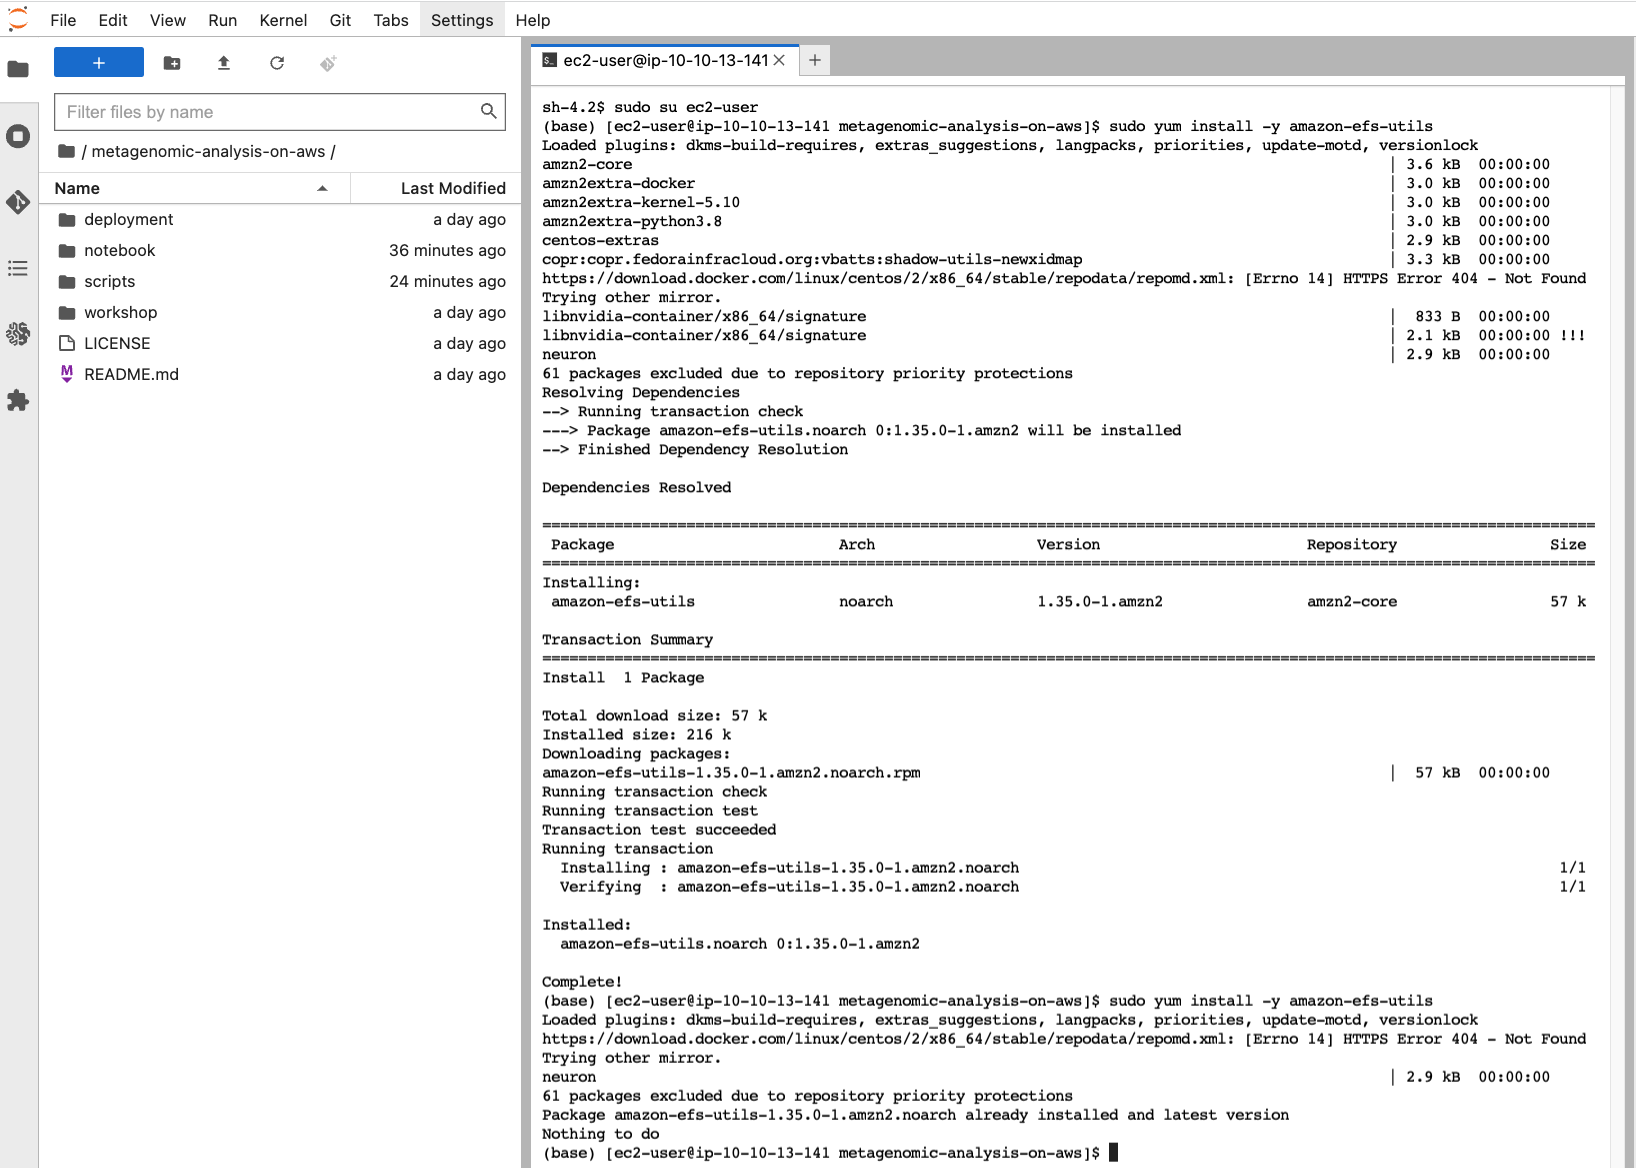 File Edit View Run Kernel Git Tabs Settings Help
+
Filter files by name
/ metagenomic-analysis-on-aws /
Name Last Modified
deployment a day ago
notebook 36 minutes ago
scripts 24 minutes ago
workshop a day ago
LICENSE a day ago
README.md a day ago
ec2-user@ip-10-10-13-141
sh-4.2$ sudo su ec2-user
(base) [ec2-user@ip-10-10-13-141 metagenomic-analysis-on-aws]$ sudo yum install -y amazon-efs-utils
Loaded plugins: dkms-build-requires, extras_suggestions, langpacks, priorities, update-motd, versionlock
amzn2-core | 3.6 kB 00:00:00
amzn2extra-docker | 3.0 kB 00:00:00
amzn2extra-kernel-5.10 | 3.0 kB 00:00:00
amzn2extra-python3.8 | 3.0 kB 00:00:00
centos-extras | 2.9 kB 00:00:00
copr:copr.fedorainfracloud.org:vbatts:shadow-utils-newxidmap | 3.3 kB 00:00:00
https://download.docker.com/linux/centos/2/x86_64/stable/repodata/repomd.xml: [Errno 14] HTTPS Error 404 - Not Found
Trying other mirror.
libnvidia-container/x86_64/signature | 833 B 00:00:00
libnvidia-container/x86_64/signature | 2.1 kB 00:00:00 !!!
neuron | 2.9 kB 00:00:00
61 packages excluded due to repository priority protections
Resolving Dependencies
--> Running transaction check
---> Package amazon-efs-utils.noarch 0:1.35.0-1.amzn2 will be installed
--> Finished Dependency Resolution
Dependencies Resolved
Package Arch Version Repository Size
Installing:
amazon-efs-utils noarch 1.35.0-1.amzn2 amzn2-core 57 k
Transaction Summary
Install 1 Package
Total download size: 57 k
Installed size: 216 k
Downloading packages:
amazon-efs-utils-1.35.0-1.amzn2.noarch.rpm | 57 kB 00:00:00
Running transaction check
Running transaction test
Transaction test succeeded
Running transaction
Installing : amazon-efs-utils-1.35.0-1.amzn2.noarch 1/1
Verifying : amazon-efs-utils-1.35.0-1.amzn2.noarch 1/1
Installed:
amazon-efs-utils.noarch 0:1.35.0-1.amzn2
Complete!
(base) [ec2-user@ip-10-10-13-141 metagenomic-analysis-on-aws]$ sudo yum install -y amazon-efs-utils
Loaded plugins: dkms-build-requires, extras_suggestions, langpacks, priorities, update-motd, versionlock
https://download.docker.com/linux/centos/2/x86_64/stable/repodata/repomd.xml: [Errno 14] HTTPS Error 404 - Not Found
Trying other mirror.
neuron | 2.9 kB 00:00:00
61 packages excluded due to repository priority protections
Package amazon-efs-utils-1.35.0-1.amzn2.noarch already installed and latest version
Nothing to do
(base) [ec2-user@ip-10-10-13-141 metagenomic-analysis-on-aws]$